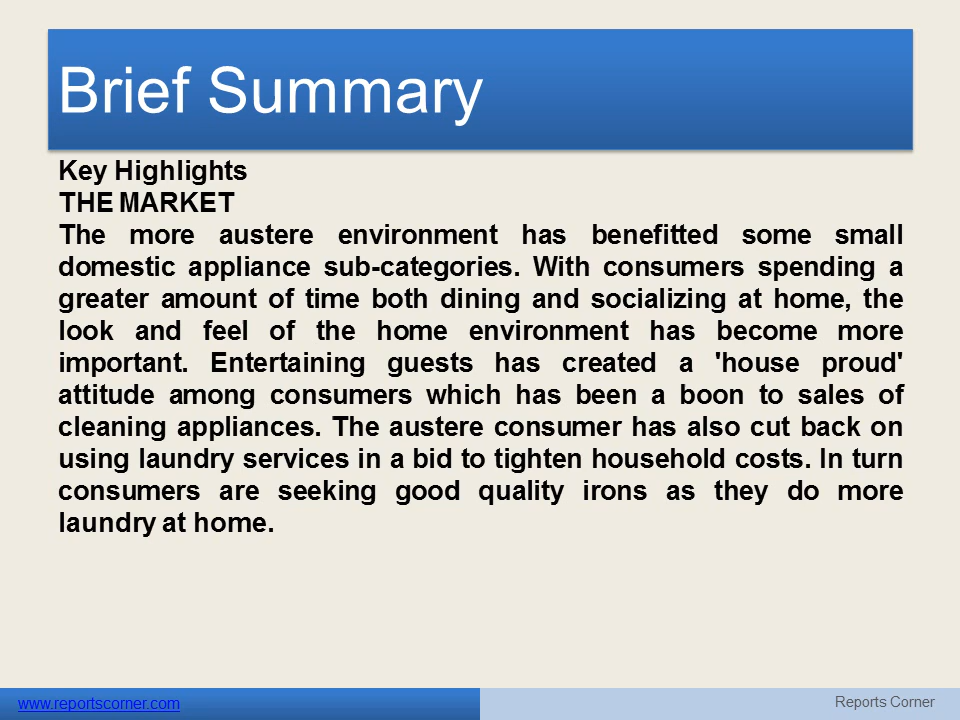 Brief Summary
Key Highlights
THE MARKET
The more austere environment has benefitted some small
domestic appliance sub-categories. With consumers spending a
greater amount of time both dining and socializing at home, the
look and feel of the home environment has become more
important. Entertaining guests has created a 'house proud'
attitude among consumers which has been a boon to sales of
cleaning appliances. The austere consumer has also cut back on
using laundry services in a bid to tighten household costs. In turn
consumers are seeking good quality irons as they do more
laundry at home.
www.reportscorner.com
Reports Corner